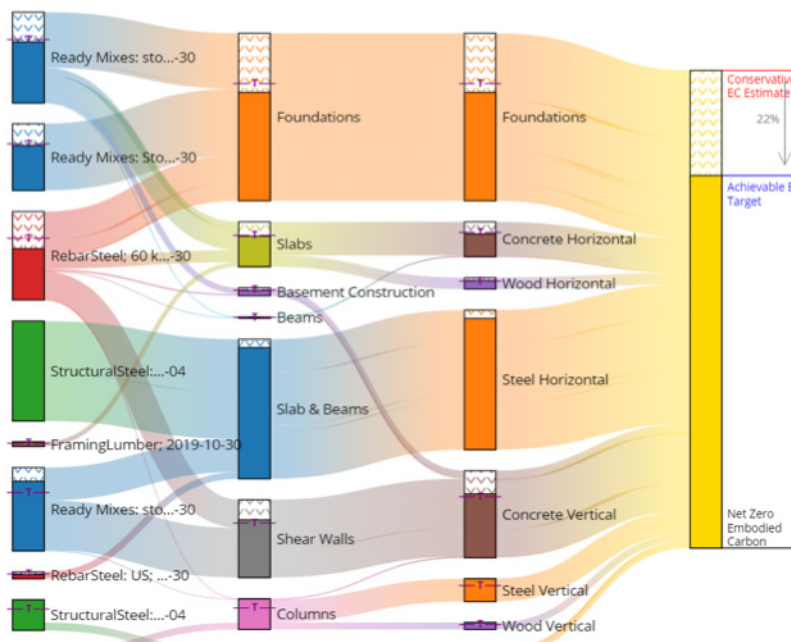 Ready Mixes: sto...-30
Ready Mixes: Sto...-30
RebarSteel; 60 k...-30
StructuralSteel:...-04
FramingLumber; 2019-10-30
Ready Mixes: sto...-30
RebarSteel: US; ...-30
StructuralSteel:...-04
Foundations
Slabs
Basement Construction
Beams
Slab & Beams
Shear Walls
Columns
Foundations
Concrete Horizontal
Wood Horizontal
Steel Horizontal
Concrete Vertical
Steel Vertical
Wood Vertical
Conservative
EC Estimate
22%
Achievable E
Target
Net Zero
Embodied
Carbon